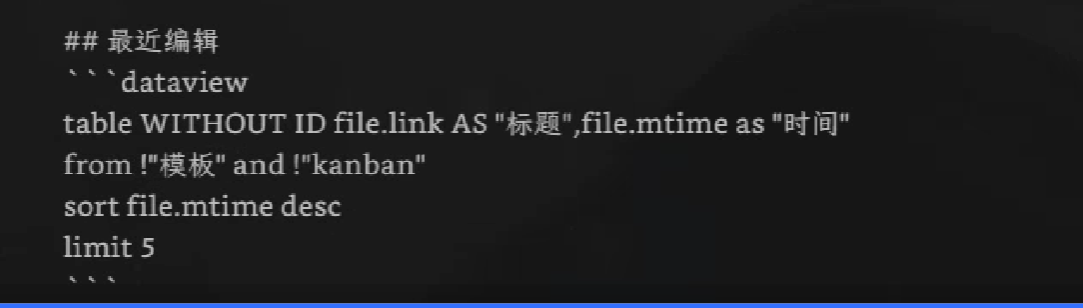 ## 最近编辑
```dataview
table WITHOUT ID file.link AS "标题",file.mtime as "时间"
from !"模板" and !"kanban"
sort file.mtime desc
limit 5
```